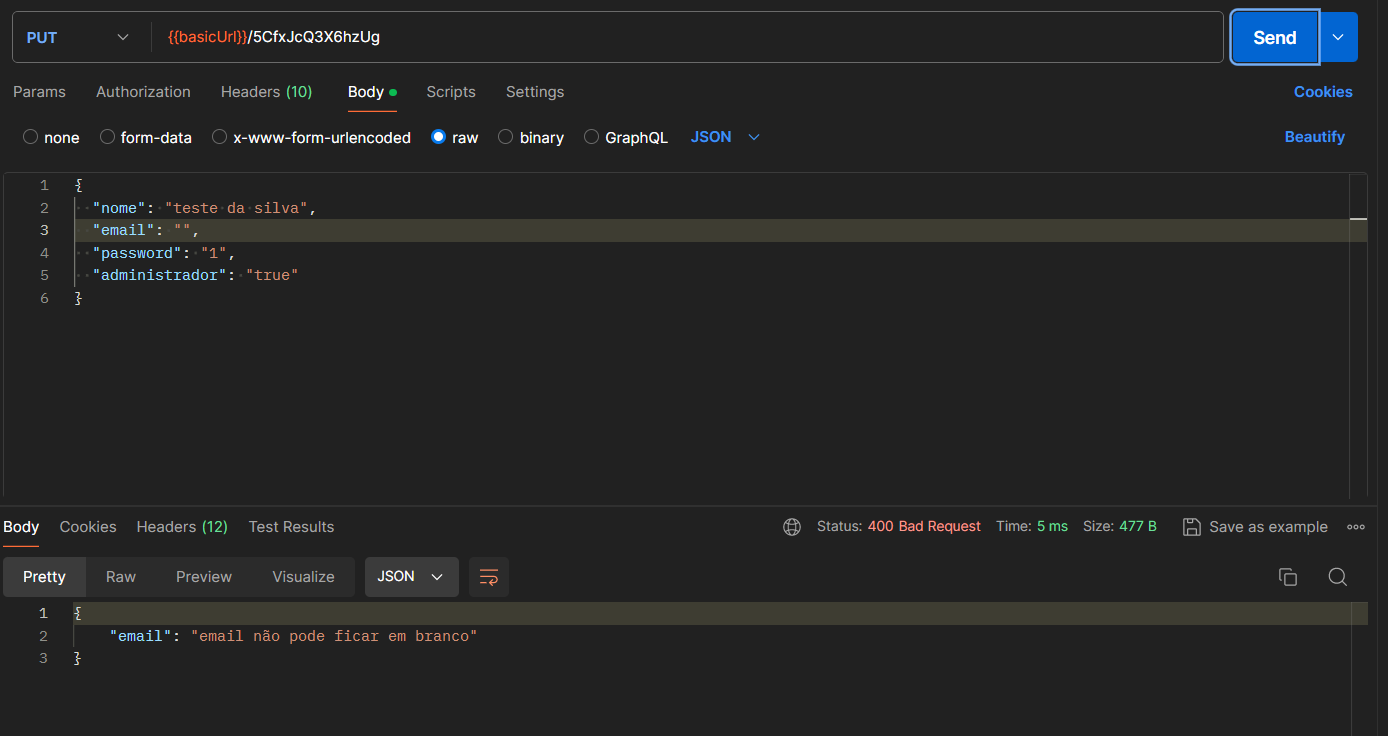 PUT {{basicUrl}}/5CfxJcQ3X6hzUg Send
Params Authorization Headers (10) Body Scripts Settings Cookies
none form-data x-www-form-urlencoded raw binary GraphQL JSON Beautify
1 {
2 "nome": "teste da silva",
3 "email": "",
4 "password": "1",
5 "administrador": "true"
6 }
Body Cookies Headers (12) Test Results Status: 400 Bad Request Time: 5 ms Size: 477 B Save as example
Pretty Raw Preview Visualize JSON
1 {
2 "email": "email não pode ficar em branco"
3 }